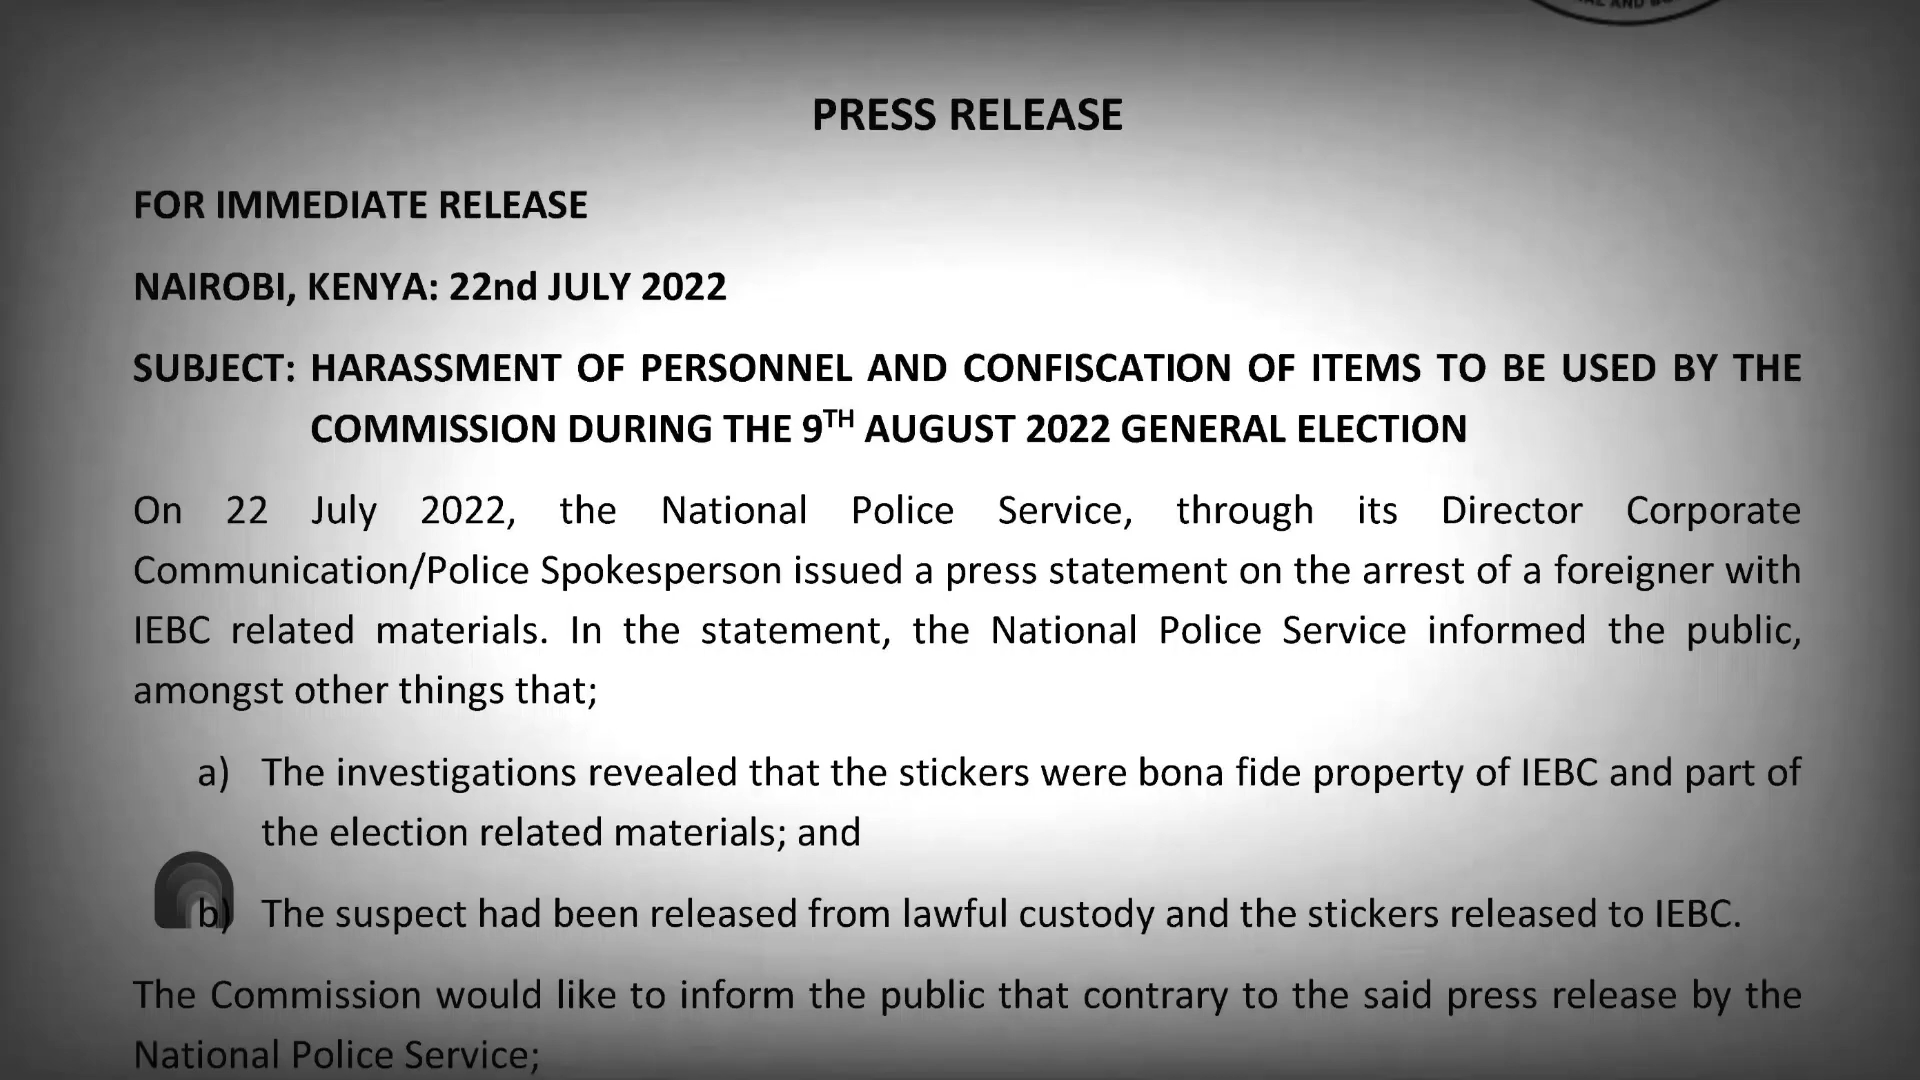 AL AND BO
PRESS RELEASE
FOR IMMEDIATE RELEASE
NAIROBI, KENYA: 22nd JULY 2022
SUBJECT: HARASSMENT OF PERSONNEL AND CONFISCATION OF ITEMS TO BE USED BY THE
COMMISSION DURING THE 9TH AUGUST 2022 GENERAL ELECTION
On 22 July 2022, the National Police Service, through its Director Corporate
Communication/Police Spokesperson issued a press statement on the arrest of a foreigner with
IEBC related materials. In the statement, the National Police Service informed the public,
amongst other things that;
a) The investigations revealed that the stickers were bona fide property of IEBC and part of
the election related materials; and
b) The suspect had been released from lawful custody and the stickers released to IEBC.
The Commission would like to inform the public that contrary to the said press release by the
National Police Service;